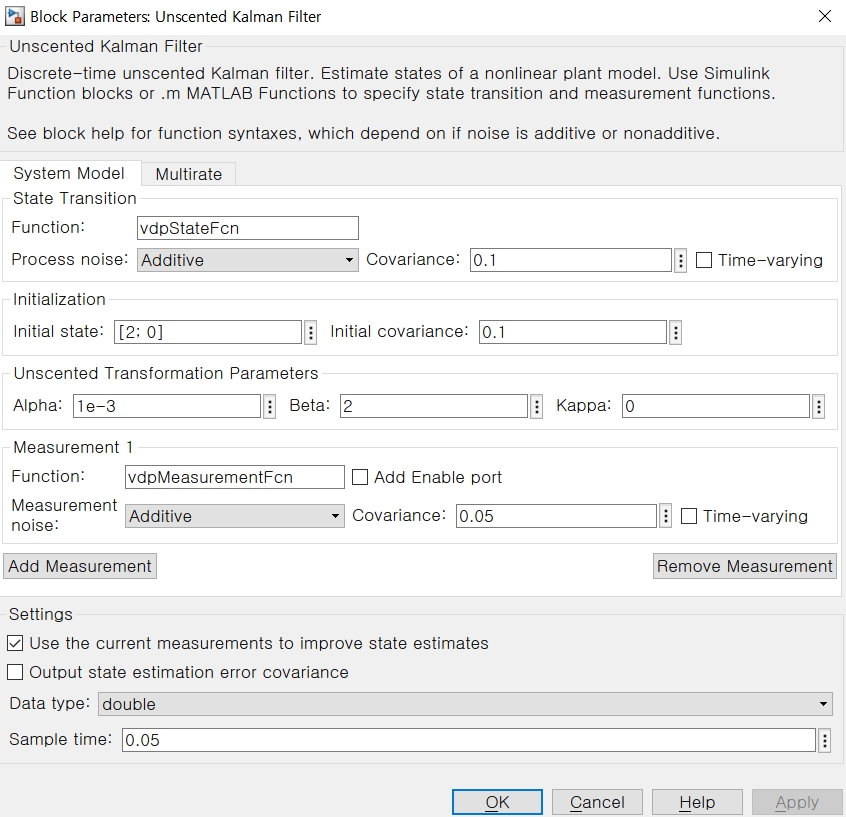 Block Parameters: Unscented Kalman Filter
Unscented Kalman Filter
Discrete-time unscented Kalman filter. Estimate states of a nonlinear plant model. Use Simulink
Function blocks or .m MATLAB Functions to specify state transition and measurement functions.
See block help for function syntaxes, which depend on if noise is additive or nonadditive.
System Model Multirate
State Transition
Function: vdpStateFcn
Process noise: Additive Covariance: 0.1 Time-varying
Initialization
Initial state: [2; 0] Initial covariance: 0.1
Unscented Transformation Parameters
Alpha: 1e-3 Beta: 2 Kappa: 0
Measurement 1
Function: vdpMeasurementFcn Add Enable port
Measurement
noise: Additive Covariance: 0.05 Time-varying
Add Measurement Remove Measurement
Settings
Use the current measurements to improve state estimates
Output state estimation error covariance
Data type: double
Sample time: 0.05
OK Cancel Help Apply